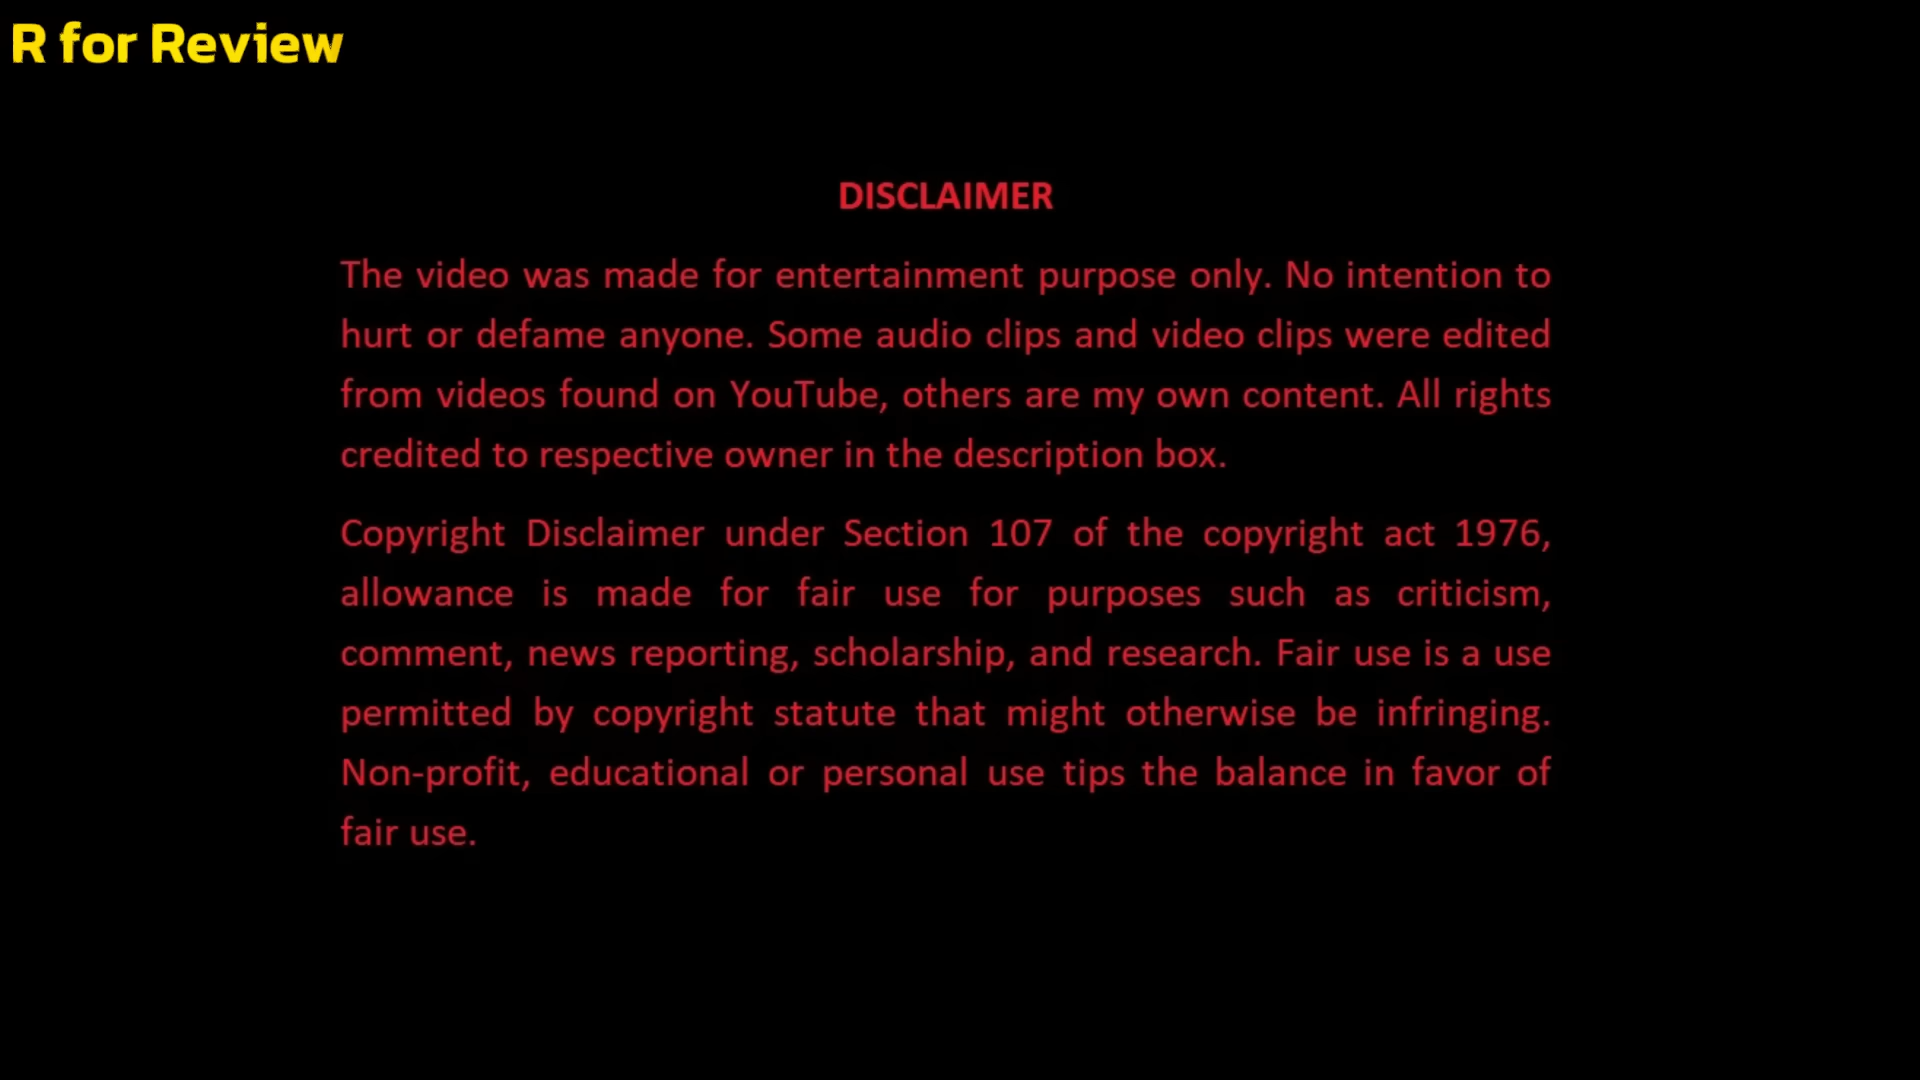 R for Review
DISCLAIMER
The video was made for entertainment purpose only. No intention to
hurt or defame anyone. Some audio clips and video clips were edited
from videos found on YouTube, others are my own content. All rights
credited to respective owner in the description box.
Copyright Disclaimer under Section 107 of the copyright act 1976,
allowance is made for fair use for purposes such as criticism,
comment, news reporting, scholarship, and research. Fair use is a use
permitted by copyright statute that might otherwise be infringing.
Non-profit, educational or personal use tips the balance in favor of
fair use.